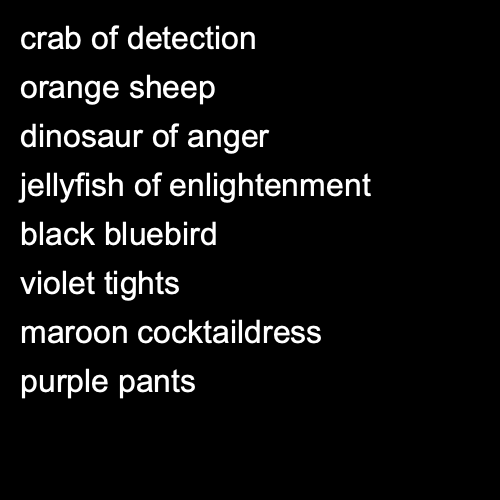 crab of detection
orange sheep
dinosaur of anger
jellyfish of enlightenment
black bluebird
violet tights
maroon cocktaildress
purple pants